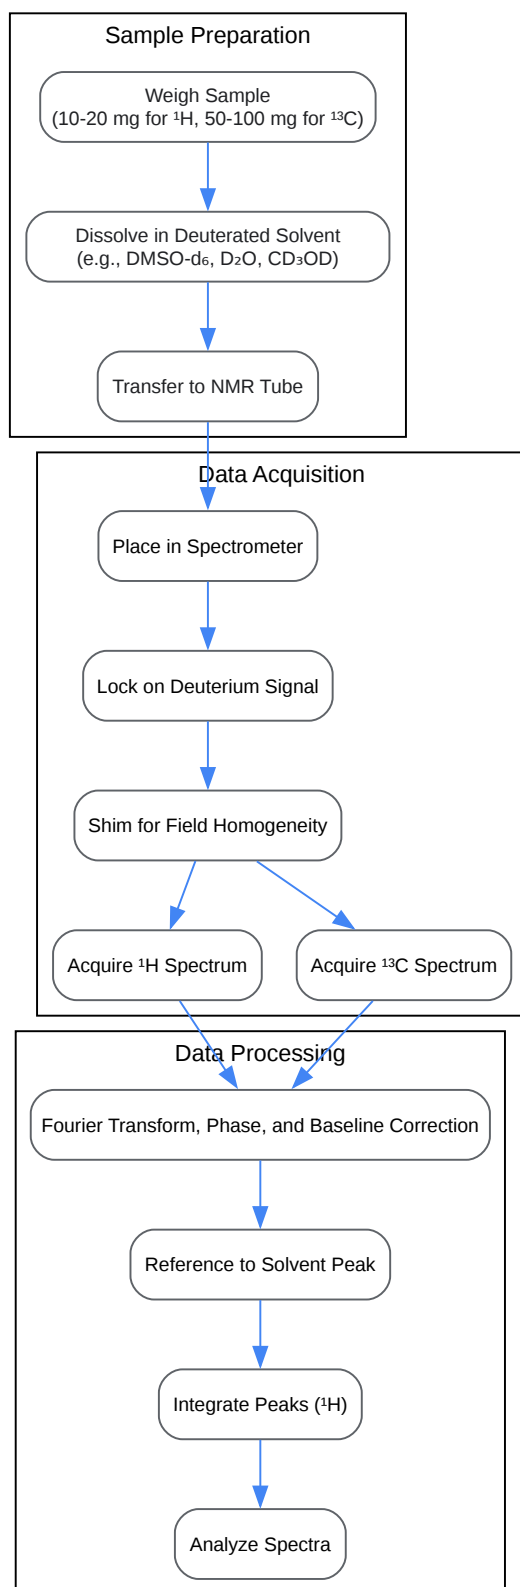 Sample Preparation
Weigh Sample
(10-20 mg for ¹H, 50-100 mg for ¹³C)
Dissolve in Deuterated Solvent
(e.g., DMSO-d₆, D₂O, CD₃OD)
Transfer to NMR Tube
Data Acquisition
Place in Spectrometer
Lock on Deuterium Signal
Shim for Field Homogeneity
Acquire ¹H Spectrum
Acquire ¹³C Spectrum
Data Processing
Fourier Transform, Phase, and Baseline Correction
Reference to Solvent Peak
Integrate Peaks (¹H)
Analyze Spectra